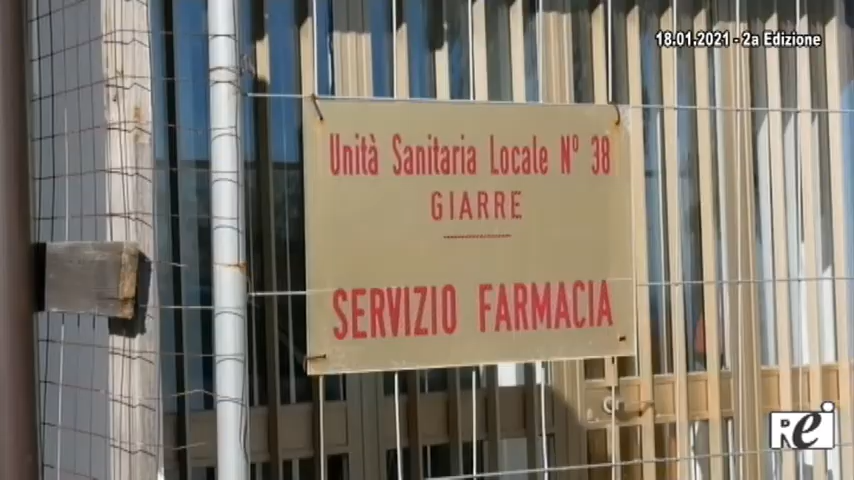 18.01.2021 - 2a Edizione
Unità Sanitaria Locale N° 38
GIARRE
SERVIZIO FARMACIA
Rei